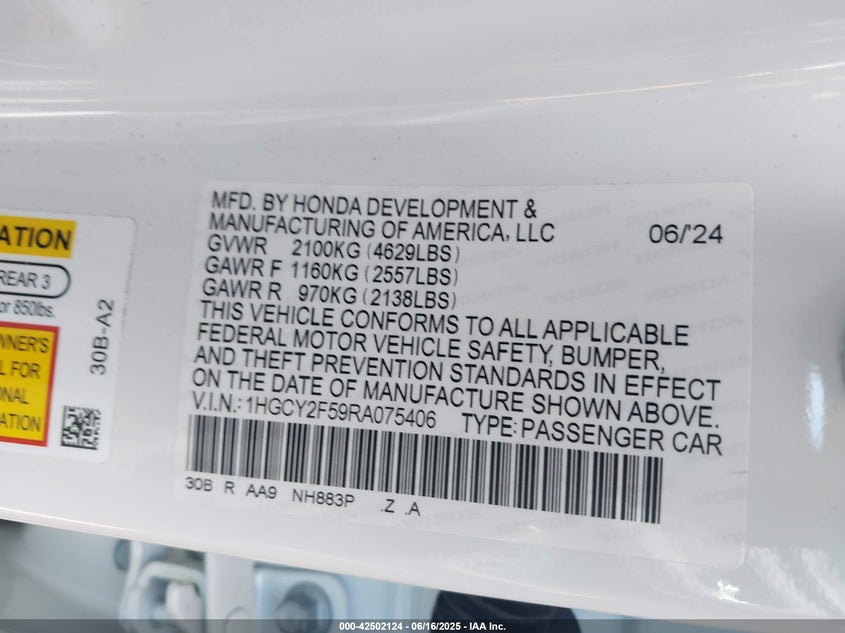 ATION
REAR 3
or 850lbs.
OWNER'S
L FOR
ONAL
ATION
30B-A2
MFD. BY HONDA DEVELOPMENT &
MANUFACTURING OF AMERICA, LLC 06/'24
GVWR 2100KG (4629LBS)
GAWR F 1160KG (2557LBS)
GAWR R 970KG (2138LBS)
THIS VEHICLE CONFORMS TO ALL APPLICABLE
FEDERAL MOTOR VEHICLE SAFETY, BUMPER,
AND THEFT PREVENTION STANDARDS IN EFFECT
ON THE DATE OF MANUFACTURE SHOWN ABOVE.
V.I.N.: 1HGCY2F59RA075406 TYPE: PASSENGER CAR
30B R AA9 NH883P .Z .A
000-42502124 - 06/16/2025 - IAA Inc.